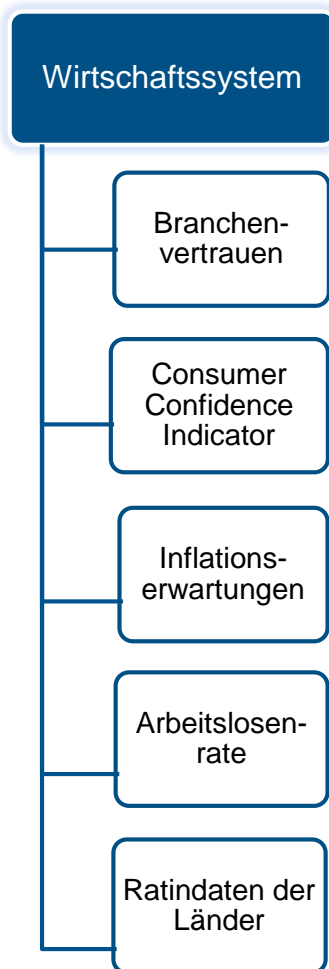 Wirtschaftssystem
Branchen-
vertrauen
Consumer
Confidence
Indicator
Inflations-
erwartungen
Arbeitslosen-
rate
Ratindaten der
Länder